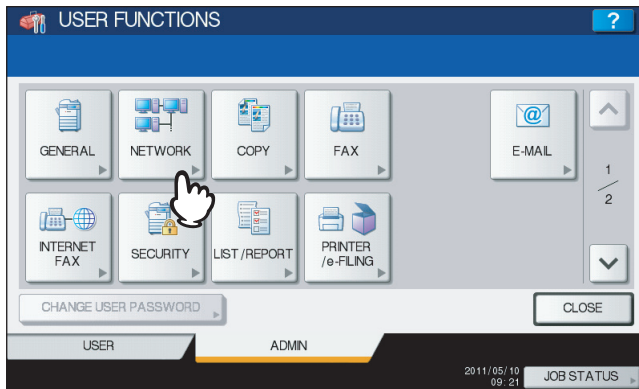 USER FUNCTIONS
?
GENERAL
NETWORK
COPY
FAX
@
E-MAIL
1
2
INTERNET
FAX
SECURITY
LIST/REPORT
PRINTER
/e-FILING
CHANGE USER PASSWORD
CLOSE
USER
ADMIN
2011/05/10
09:21
JOB STATUS